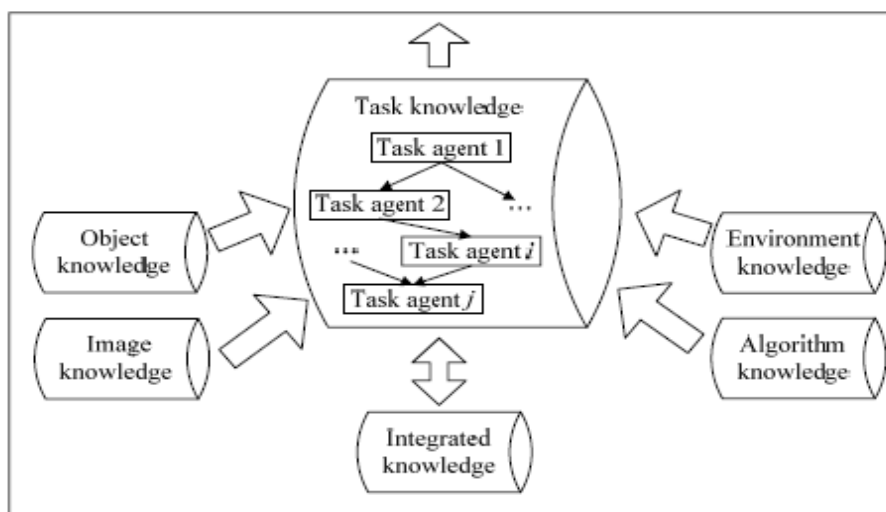 Task knowledge
Task agent 1
Task agent 2
...
...
Task agent i
Task agent j
Object
knowledge
Environment
knowledge
Image
knowledge
Algorithm
knowledge
Integrated
knowledge